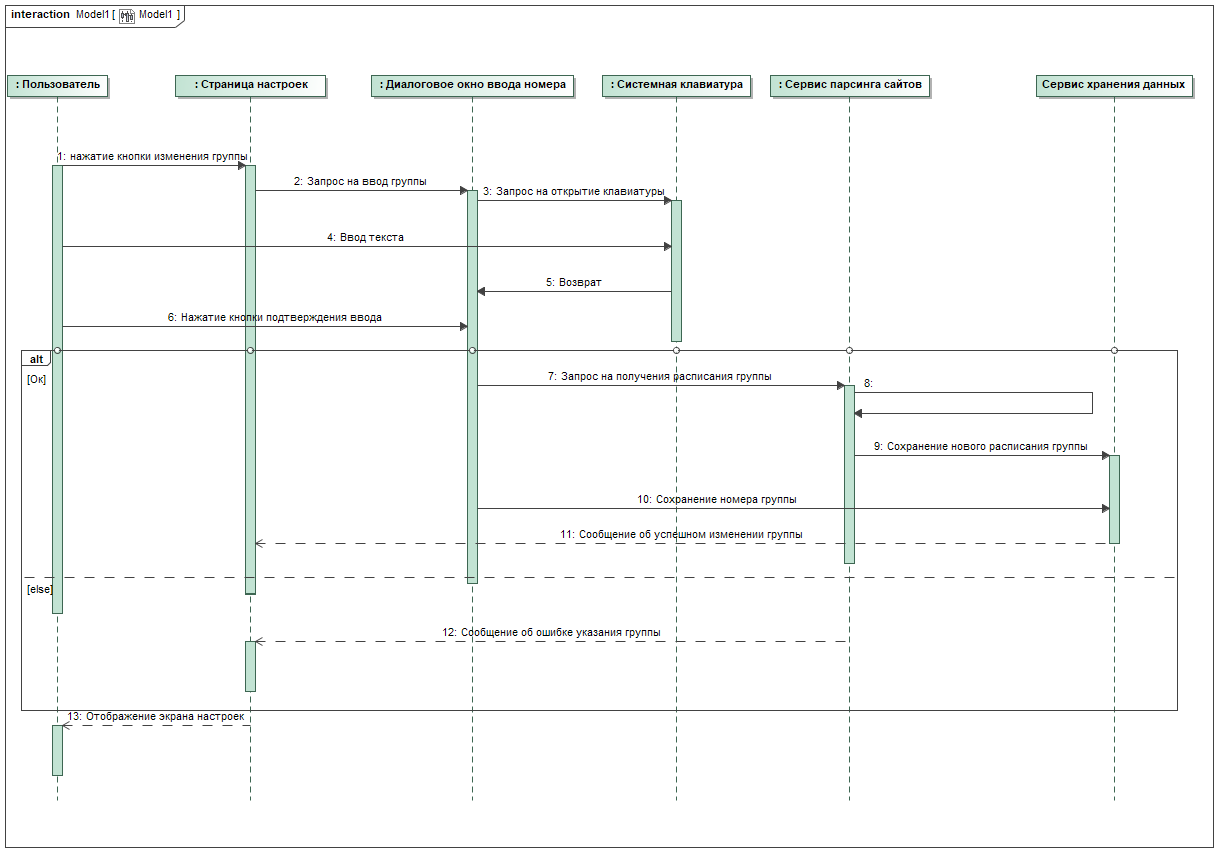 interaction Model1 [ Model1 ]
: Пользователь
: Страница настроек
: Диалоговое окно ввода номера
: Системная клавиатура
: Сервис парсинга сайтов
Сервис хранения данных
1: нажатие кнопки изменения группы
2: Запрос на ввод группы
3: Запрос на открытие клавиатуры
4: Ввод текста
5: Возврат
6: Нажатие кнопки подтверждения ввода
alt
[Ок]
7: Запрос на получения расписания группы
8:
9: Сохранение нового расписания группы
10: Сохранение номера группы
11: Сообщение об успешном изменении группы
[else]
12: Сообщение об ошибке указания группы
13: Отображение экрана настроек